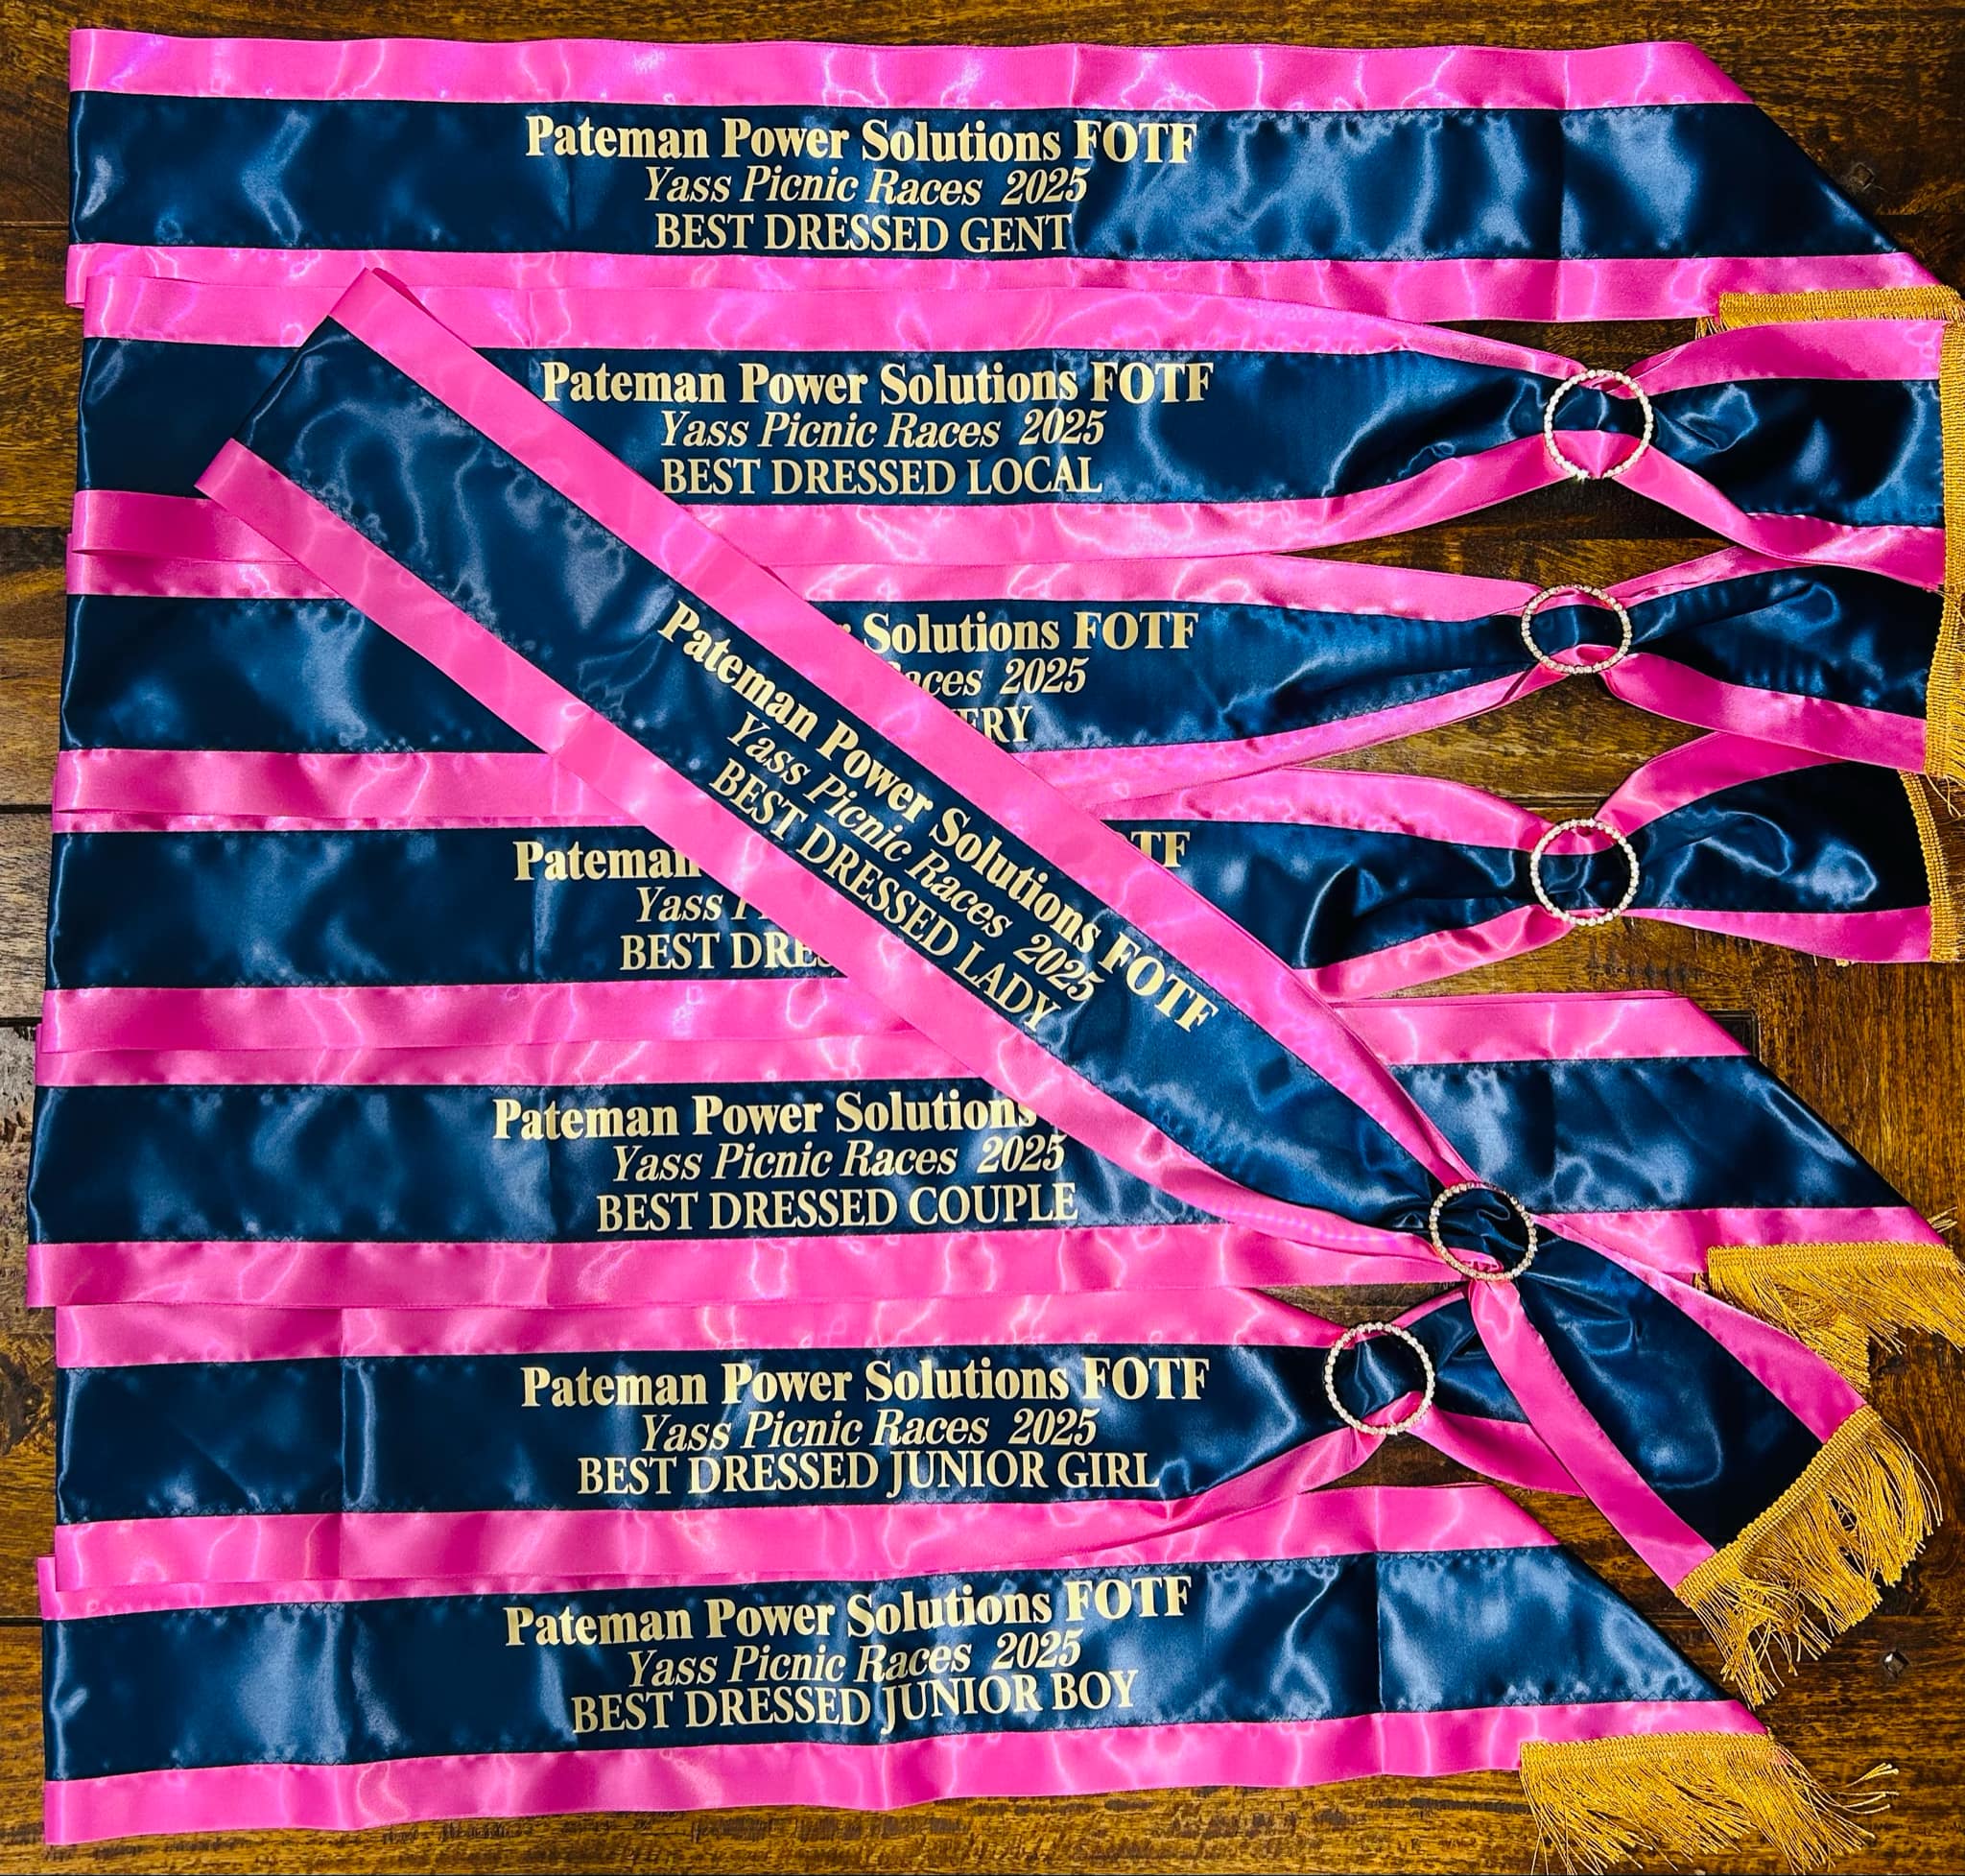 Pateman Power Solutions FOTF
Yass Picnic Races 2025
BEST DRESSED GENT
Pateman Power Solutions FOTF
Yass Picnic Races 2025
BEST DRESSED LOCAL
Solutions FOTF
2025
Pateman Power Solutions FOTF
Yass Picnic Races 2025
BEST DRESSED LADY
Pateman
Yass
BEST
Pateman Power Solutions
Yass Picnic Races 2025
BEST DRESSED COUPLE
Pateman Power Solutions FOTF
Yass Picnic Races 2025
BEST DRESSED JUNIOR GIRL
Pateman Power Solutions FOTF
Yass Picnic Races 2025
BEST DRESSED JUNIOR BOY